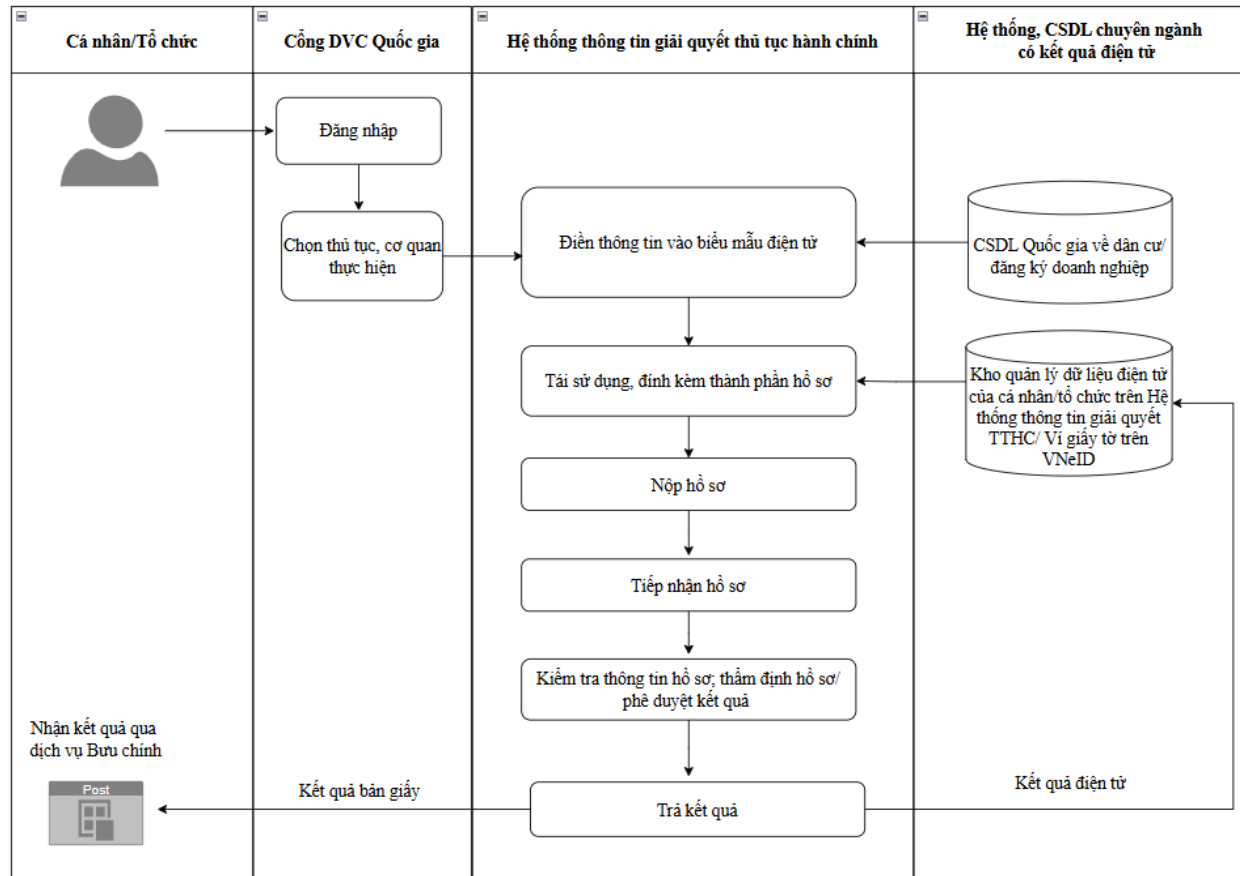 Cá nhân/Tổ chức
Cổng DVC Quốc gia
Hệ thống thông tin giải quyết thủ tục hành chính
Hệ thống, CSDL chuyên ngành
có kết quả điện tử
Đăng nhập
Chọn thủ tục, cơ quan
thực hiện
Điền thông tin vào biểu mẫu điện tử
CSDL Quốc gia về dân cư/
đăng ký doanh nghiệp
Tái sử dụng, đính kèm thành phần hồ sơ
Kho quản lý dữ liệu điện tử
của cá nhân/tổ chức trên Hệ
thống thông tin giải quyết
TTHC/ Ví giấy tờ trên
VNeID
Nộp hồ sơ
Tiếp nhận hồ sơ
Kiểm tra thông tin hồ sơ; thẩm định hồ sơ/
phê duyệt kết quả
Nhận kết quả qua
dịch vụ Bưu chính
Post
Kết quả bản giấy
Trả kết quả
Kết quả điện tử